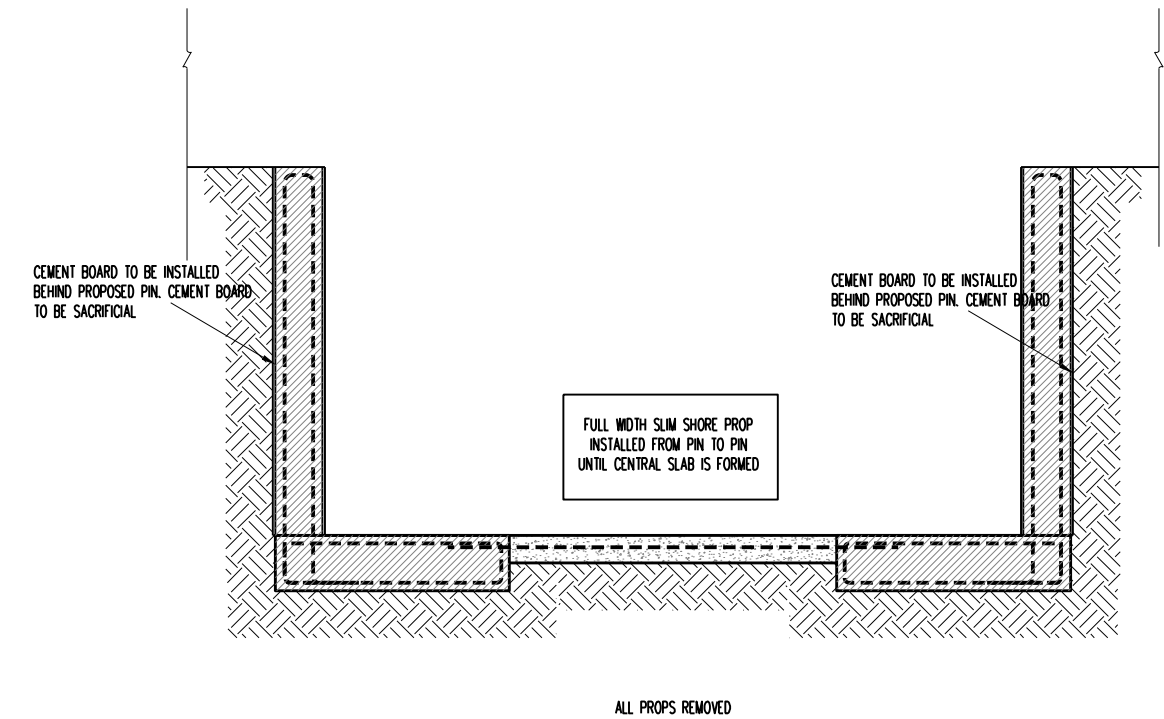 CEMENT BOARD TO BE INSTALLED
BEHIND PROPOSED PIN. CEMENT BOARD
TO BE SACRIFICIAL
CEMENT BOARD TO BE INSTALLED
BEHIND PROPOSED PIN. CEMENT BOARD
TO BE SACRIFICIAL
FULL WIDTH SLIM SHORE PROP
INSTALLED FROM PIN TO PIN
UNTIL CENTRAL SLAB IS FORMED
ALL PROPS REMOVED